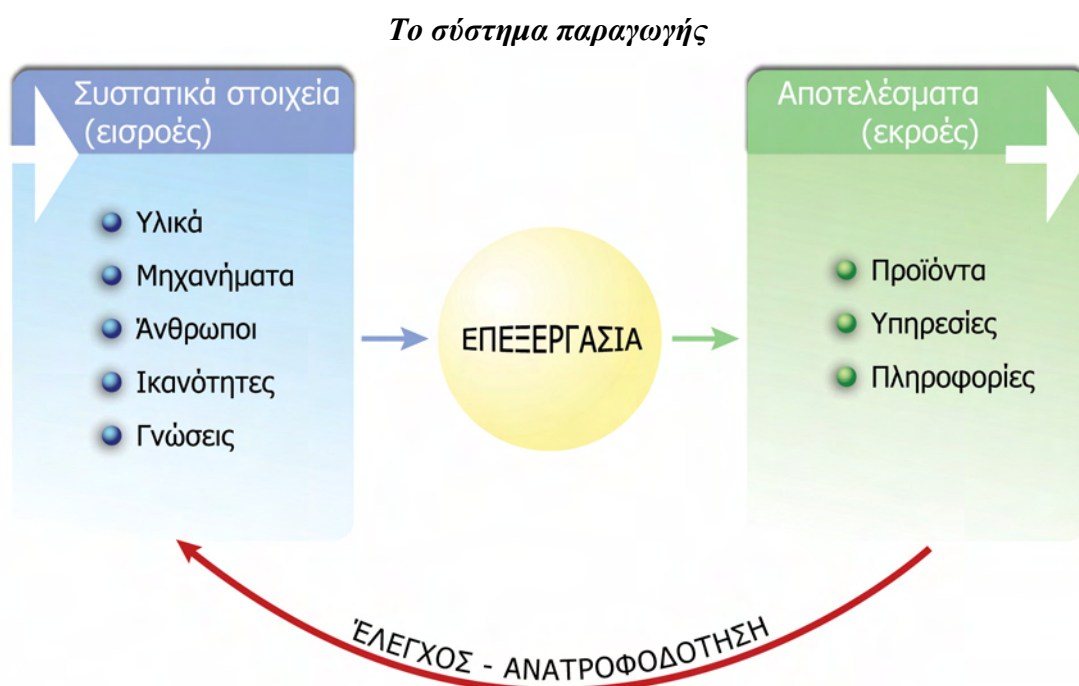 Το σύστημα παραγωγής
Συστατικά στοιχεία
(εισροές)
Υλικά
Μηχανήματα
Άνθρωποι
Ικανότητες
Γνώσεις
ΕΠΕΞΕΡΓΑΣΙΑ
Αποτελέσματα
(εκροές)
Προϊόντα
Υπηρεσίες
Πληροφορίες
ΈΛΕΓΧΟΣ - ΑΝΑΤΡΟΦΟΔΟΤΗΣΗ